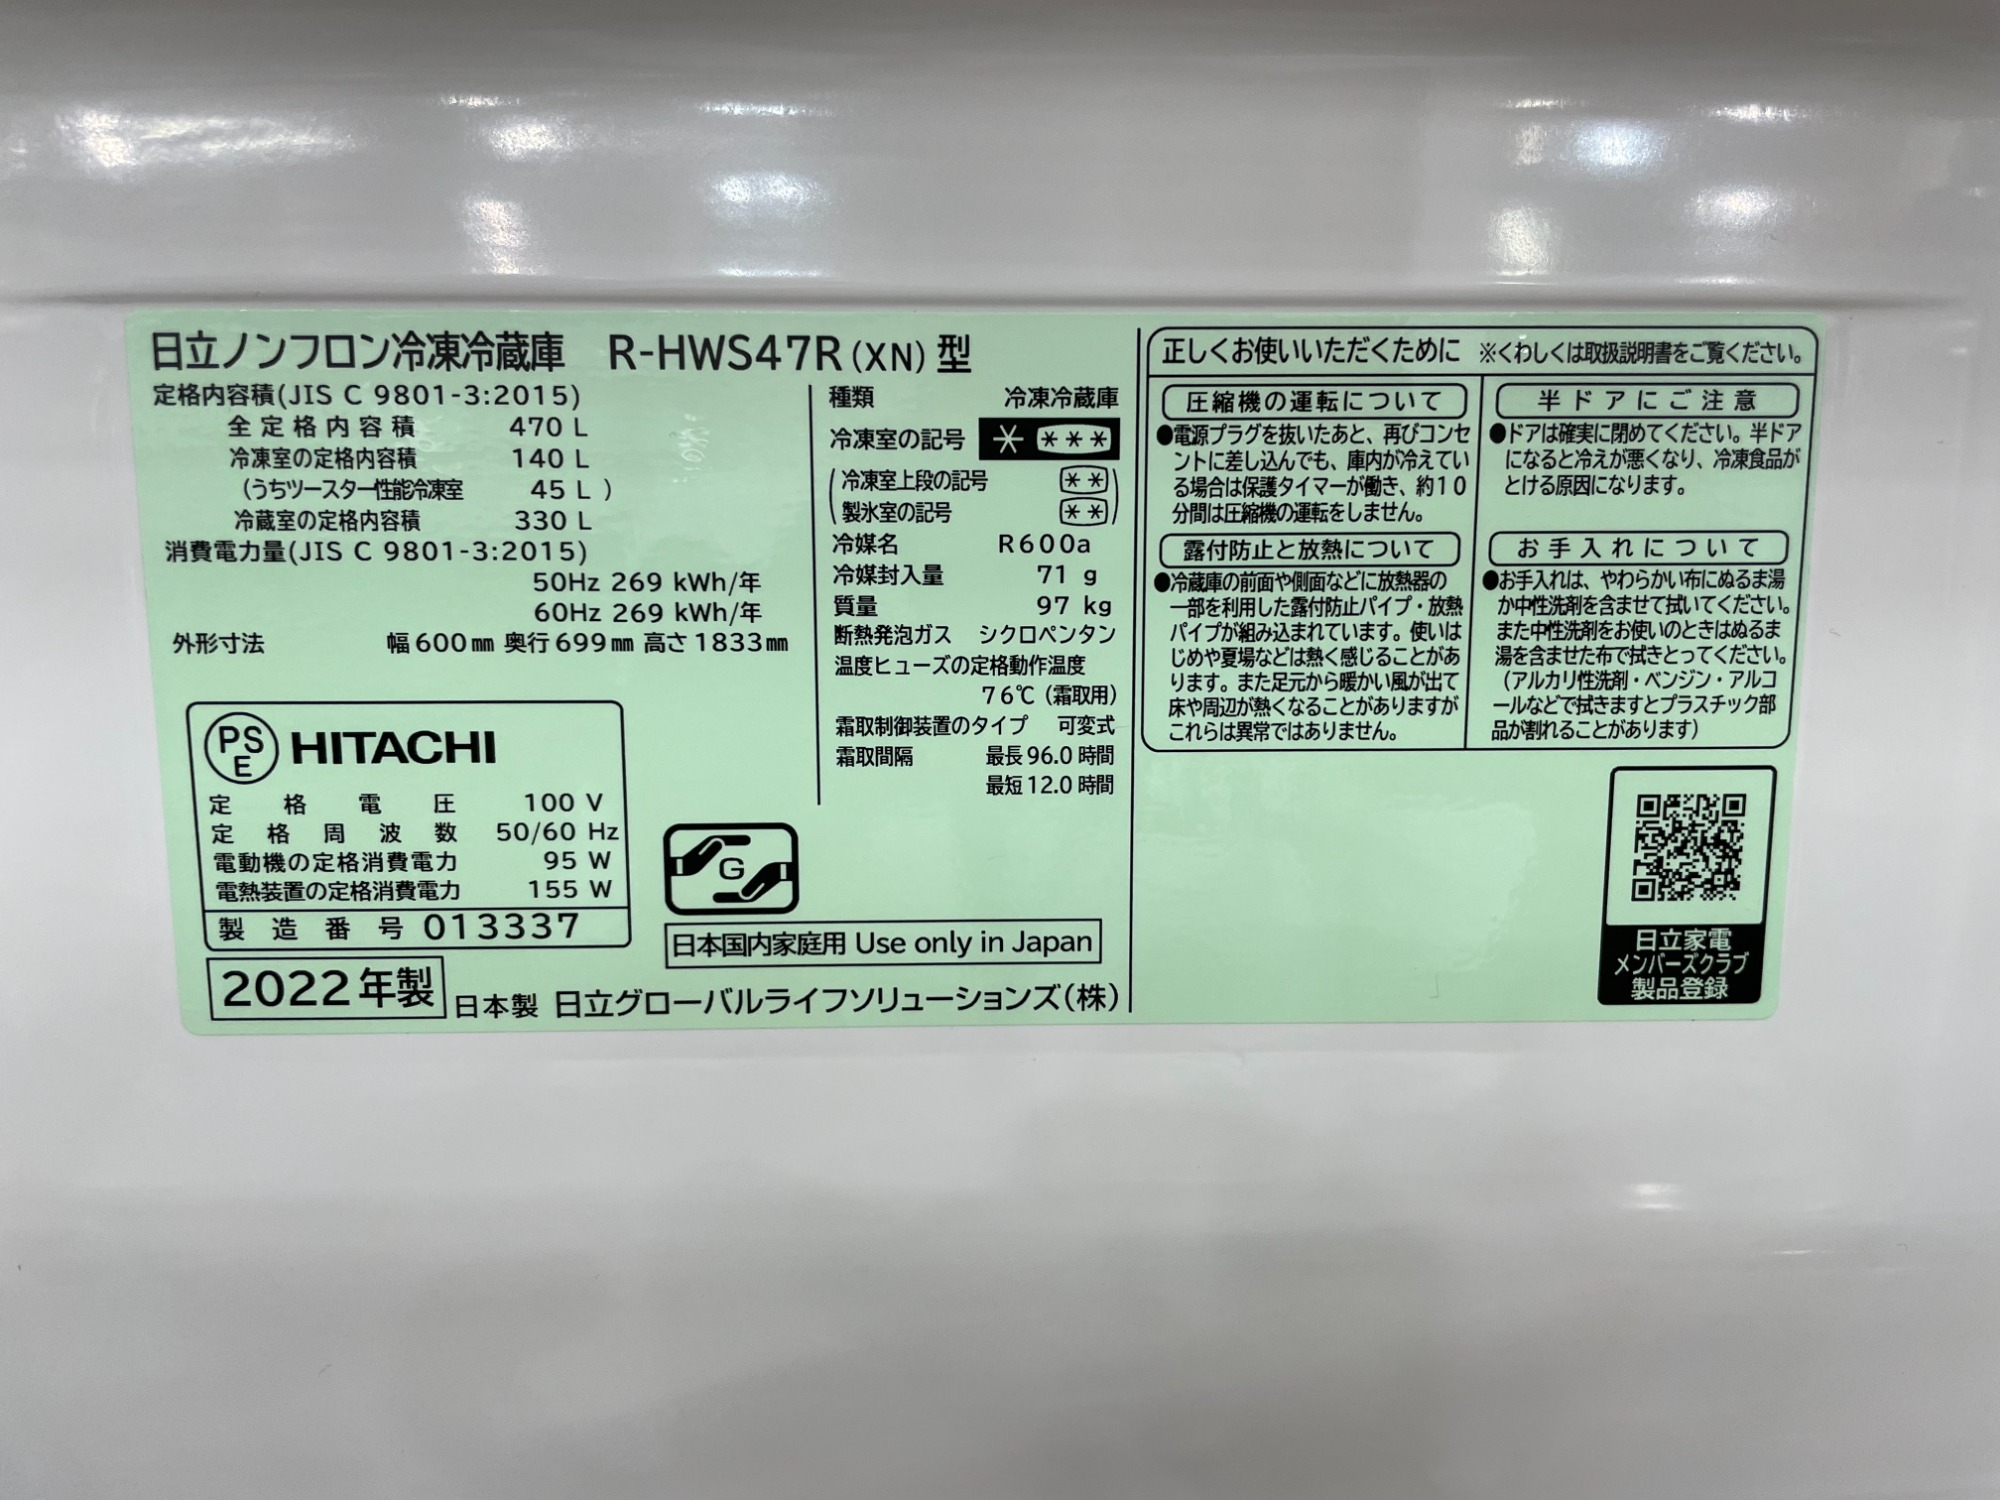 日立ノンフロン冷凍冷蔵庫 R-HWS47R(XN)型
定格内容積(JIS C 9801-3:2015)
全定格内容積 470 L
冷凍室の定格内容積 140 L
(うちツースター性能冷凍室 45 L )
冷蔵室の定格内容積 330 L
消費電力量(JIS C 9801-3:2015)
50Hz 269 kWh/年
60Hz 269 kWh/年
外形寸法 幅600㎜ 奥行699㎜ 高さ1833㎜
PS
E
HITACHI
定格電圧 100 V
定格周波数 50/60 Hz
電動機の定格消費電力 95 W
電熱装置の定格消費電力 155 W
製造番号 013337
2022年製
日本製 日立グローバルライフソリューションズ(株)
種類 冷凍冷蔵庫
冷凍室の記号 * ***
(冷凍室上段の記号 **)
(製氷室の記号 **)
冷媒名 R600a
冷媒封入量 71 g
質量 97 kg
断熱発泡ガス シクロペンタン
温度ヒューズの定格動作温度
76℃(霜取用)
霜取制御装置のタイプ 可変式
霜取間隔 最長96.0時間
最短12.0時間
G
日本国内家庭用 Use only in Japan
正しくお使いいただくために ※くわしくは取扱説明書をご覧ください。
圧縮機の運転について
●電源プラグを抜いたあと、再びコンセ
ントに差し込んでも、庫内が冷えてい
る場合は保護タイマーが働き、約10
分間は圧縮機の運転をしません。
露付防止と放熱について
●冷蔵庫の前面や側面などに放熱器の
一部を利用した露付防止パイプ・放熱
パイプが組み込まれています。使いは
じめや夏場などは熱く感じることがあ
ります。また足元から暖かい風が出て
床や周辺が熱くなることがありますが
これらは異常ではありません。
半ドアにご注意
●ドアは確実に閉めてください。半ドア
になると冷えが悪くなり、冷凍食品が
とける原因になります。
お手入れについて
●お手入れは、やわらかい布にぬるま湯
か中性洗剤を含ませて拭いてください。
また中性洗剤をお使いのときはぬるま
湯を含ませた布で拭きとってください。
(アルカリ性洗剤・ベンジン・アルコ
ールなどで拭きますとプラスチック部
品が割れることがあります)
日立家電
メンバーズクラブ
製品登録